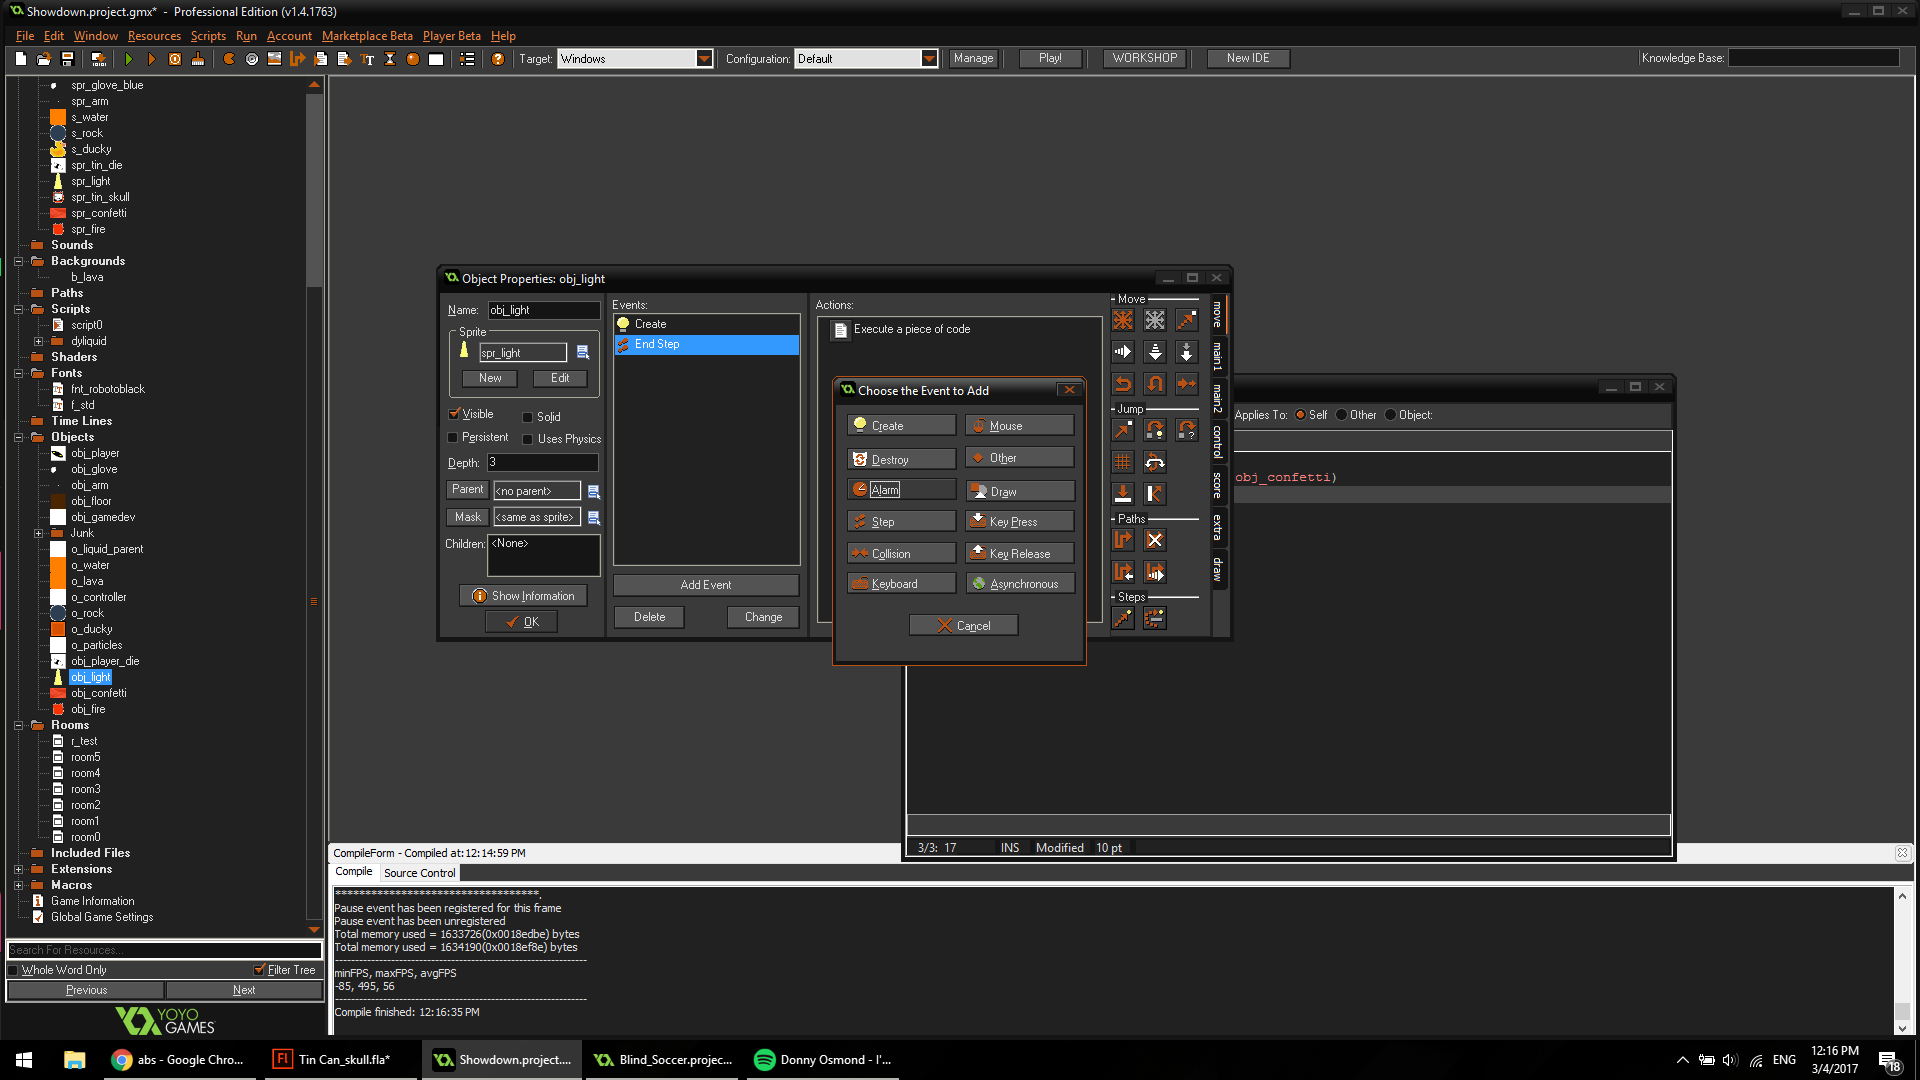 Showdown.project.gmx* - Professional Edition (v1.4.1763)
File Edit Window Resources Scripts Run Account Marketplace Beta Player Beta Help
Target: Windows Configuration: Default Manage Play! WORKSHOP New IDE Knowledge Base:
spr_glove_blue
spr_arm
s_water
s_rock
s_ducky
spr_tin_die
spr_light
spr_tin_skull
spr_confetti
spr_fire
Sounds
Backgrounds
b_lava
Paths
Scripts
script0
dyliquid
Shaders
Fonts
fnt_robotoblack
f_std
Time Lines
Objects
obj_player
obj_glove
obj_arm
obj_floor
obj_gamedev
Junk
o_liquid_parent
o_water
o_lava
o_controller
o_rock
o_ducky
o_particles
obj_player_die
obj_light
obj_confetti
obj_fire
Rooms
r_test
room5
room4
room3
room2
room1
room0
Included Files
Extensions
Macros
Game Information
Global Game Settings
Search For Resources...
Whole Word Only Filter Tree
Previous Next
YOYO
GAMES
Object Properties: obj_light
Name: obj_light
Sprite
spr_light
New Edit
Visible Solid
Persistent Uses Physics
Depth: 3
Parent <no parent>
Mask <same as sprite>
Children: <None>
Show Information
OK
Events:
Create
End Step
Add Event
Delete Change
Actions:
Execute a piece of code
Move
Jump
Paths
Steps
move
main1
main2
control
score
extra
draw
Choose the Event to Add
Create Mouse
Destroy Other
Alarm Draw
Step Key Press
Collision Key Release
Keyboard Asynchronous
Cancel
Applies To: Self Other Object:
obj_confetti)
3/3: 17 INS Modified 10 pt
CompileForm - Compiled at:12:14:59 PM
Compile Source Control
***********************************.
Pause event has been registered for this frame
Pause event has been unregistered
Total memory used = 1633726(0x0018edbe) bytes
Total memory used = 1634190(0x0018ef8e) bytes
minFPS, maxFPS, avgFPS
-85, 495, 56
Compile finished: 12:16:35 PM
abs - Google Chro... Tin Can_skull.fla* Showdown.project.... Blind_Soccer.projec... Donny Osmond - I'...
ENG
12:16 PM
3/4/2017
18